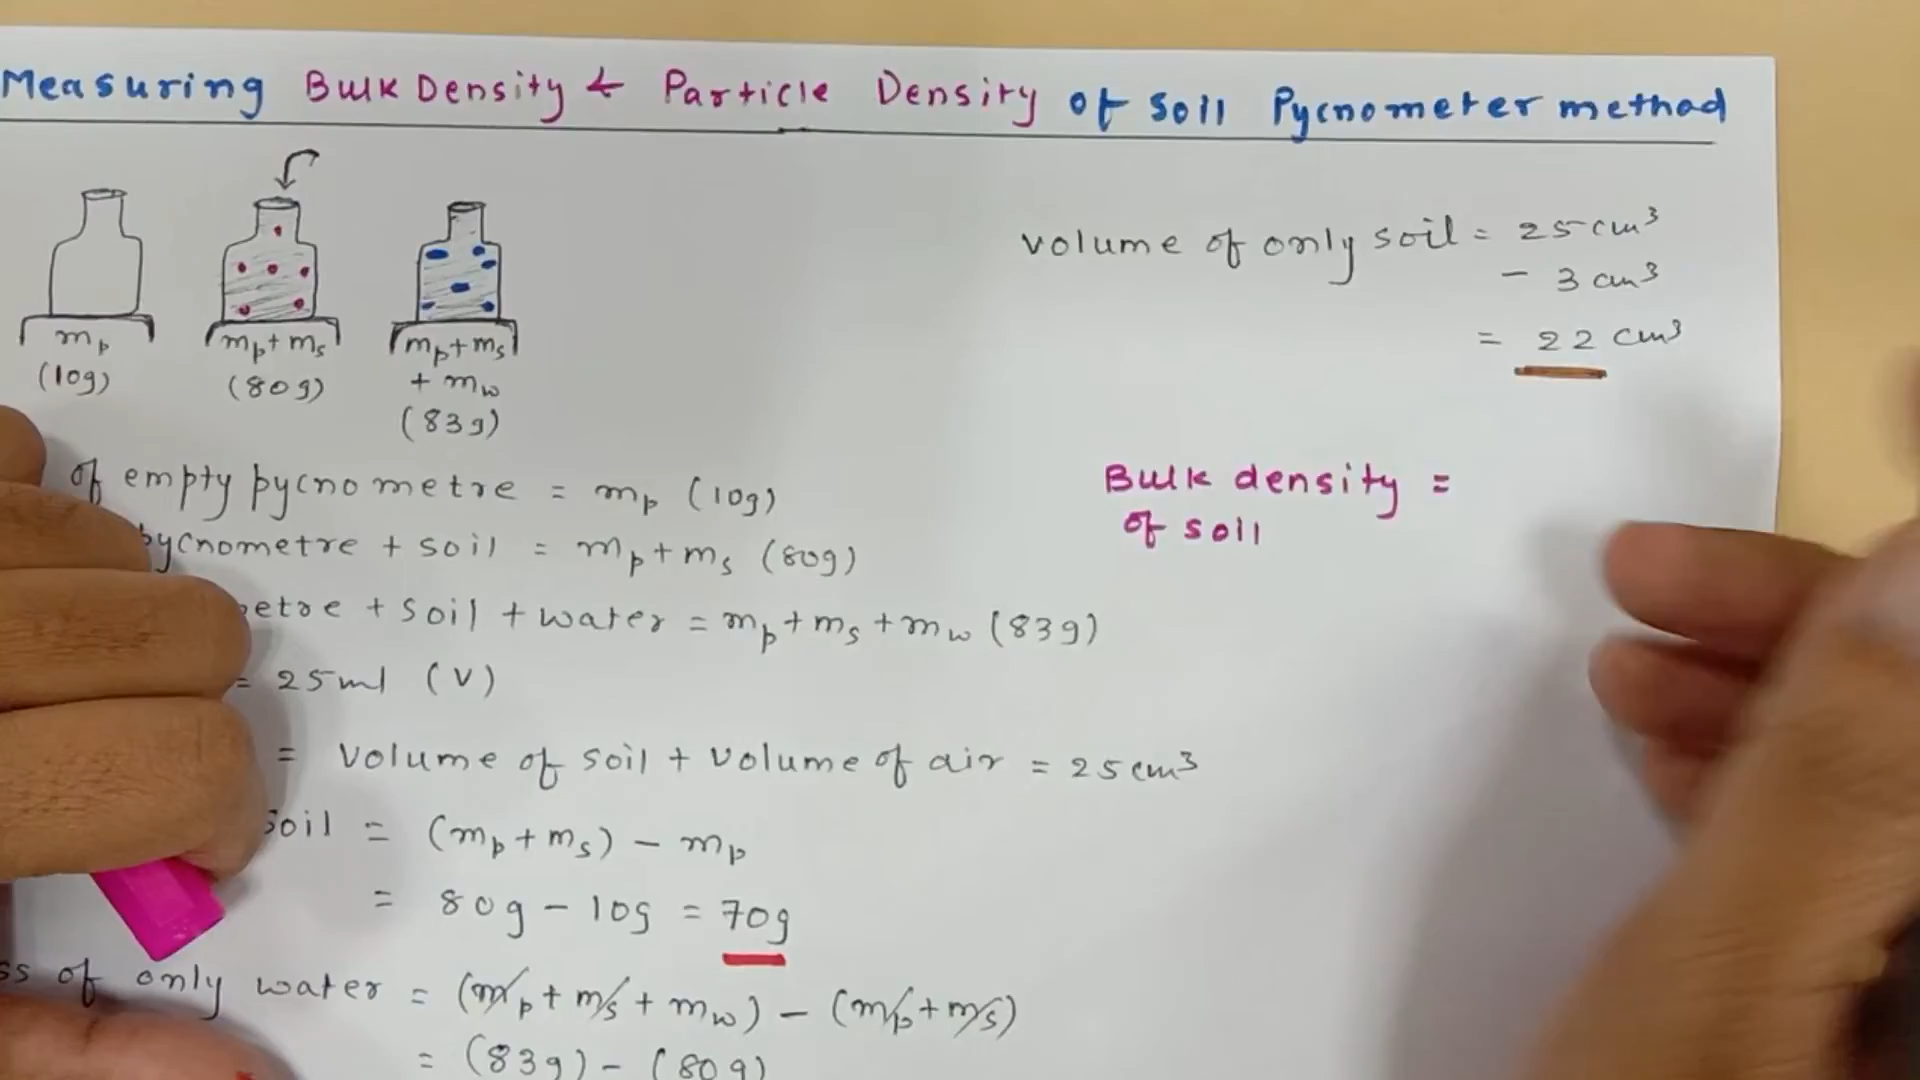 Measuring Bulk Density & Particle Density of soil Pycnometer method
mp
(10g)
mp + ms
(80g)
mp + ms
+ mw
(83g)
volume of only soil = 25 cm³
- 3 cm³
= 22 cm³
of empty pycnometre = mp (10g)
pycnometre + soil = mp + ms (80g)
etre + soil + water = mp + ms + mw (83g)
= 25ml (V)
= Volume of soil + Volume of air = 25 cm³
soil = (mp + ms) - mp
= 80g - 10g = 70g
ss of only water = (mp + ms + mw) - (mp + ms)
= (83g) - (80g)
Bulk density =
of soil